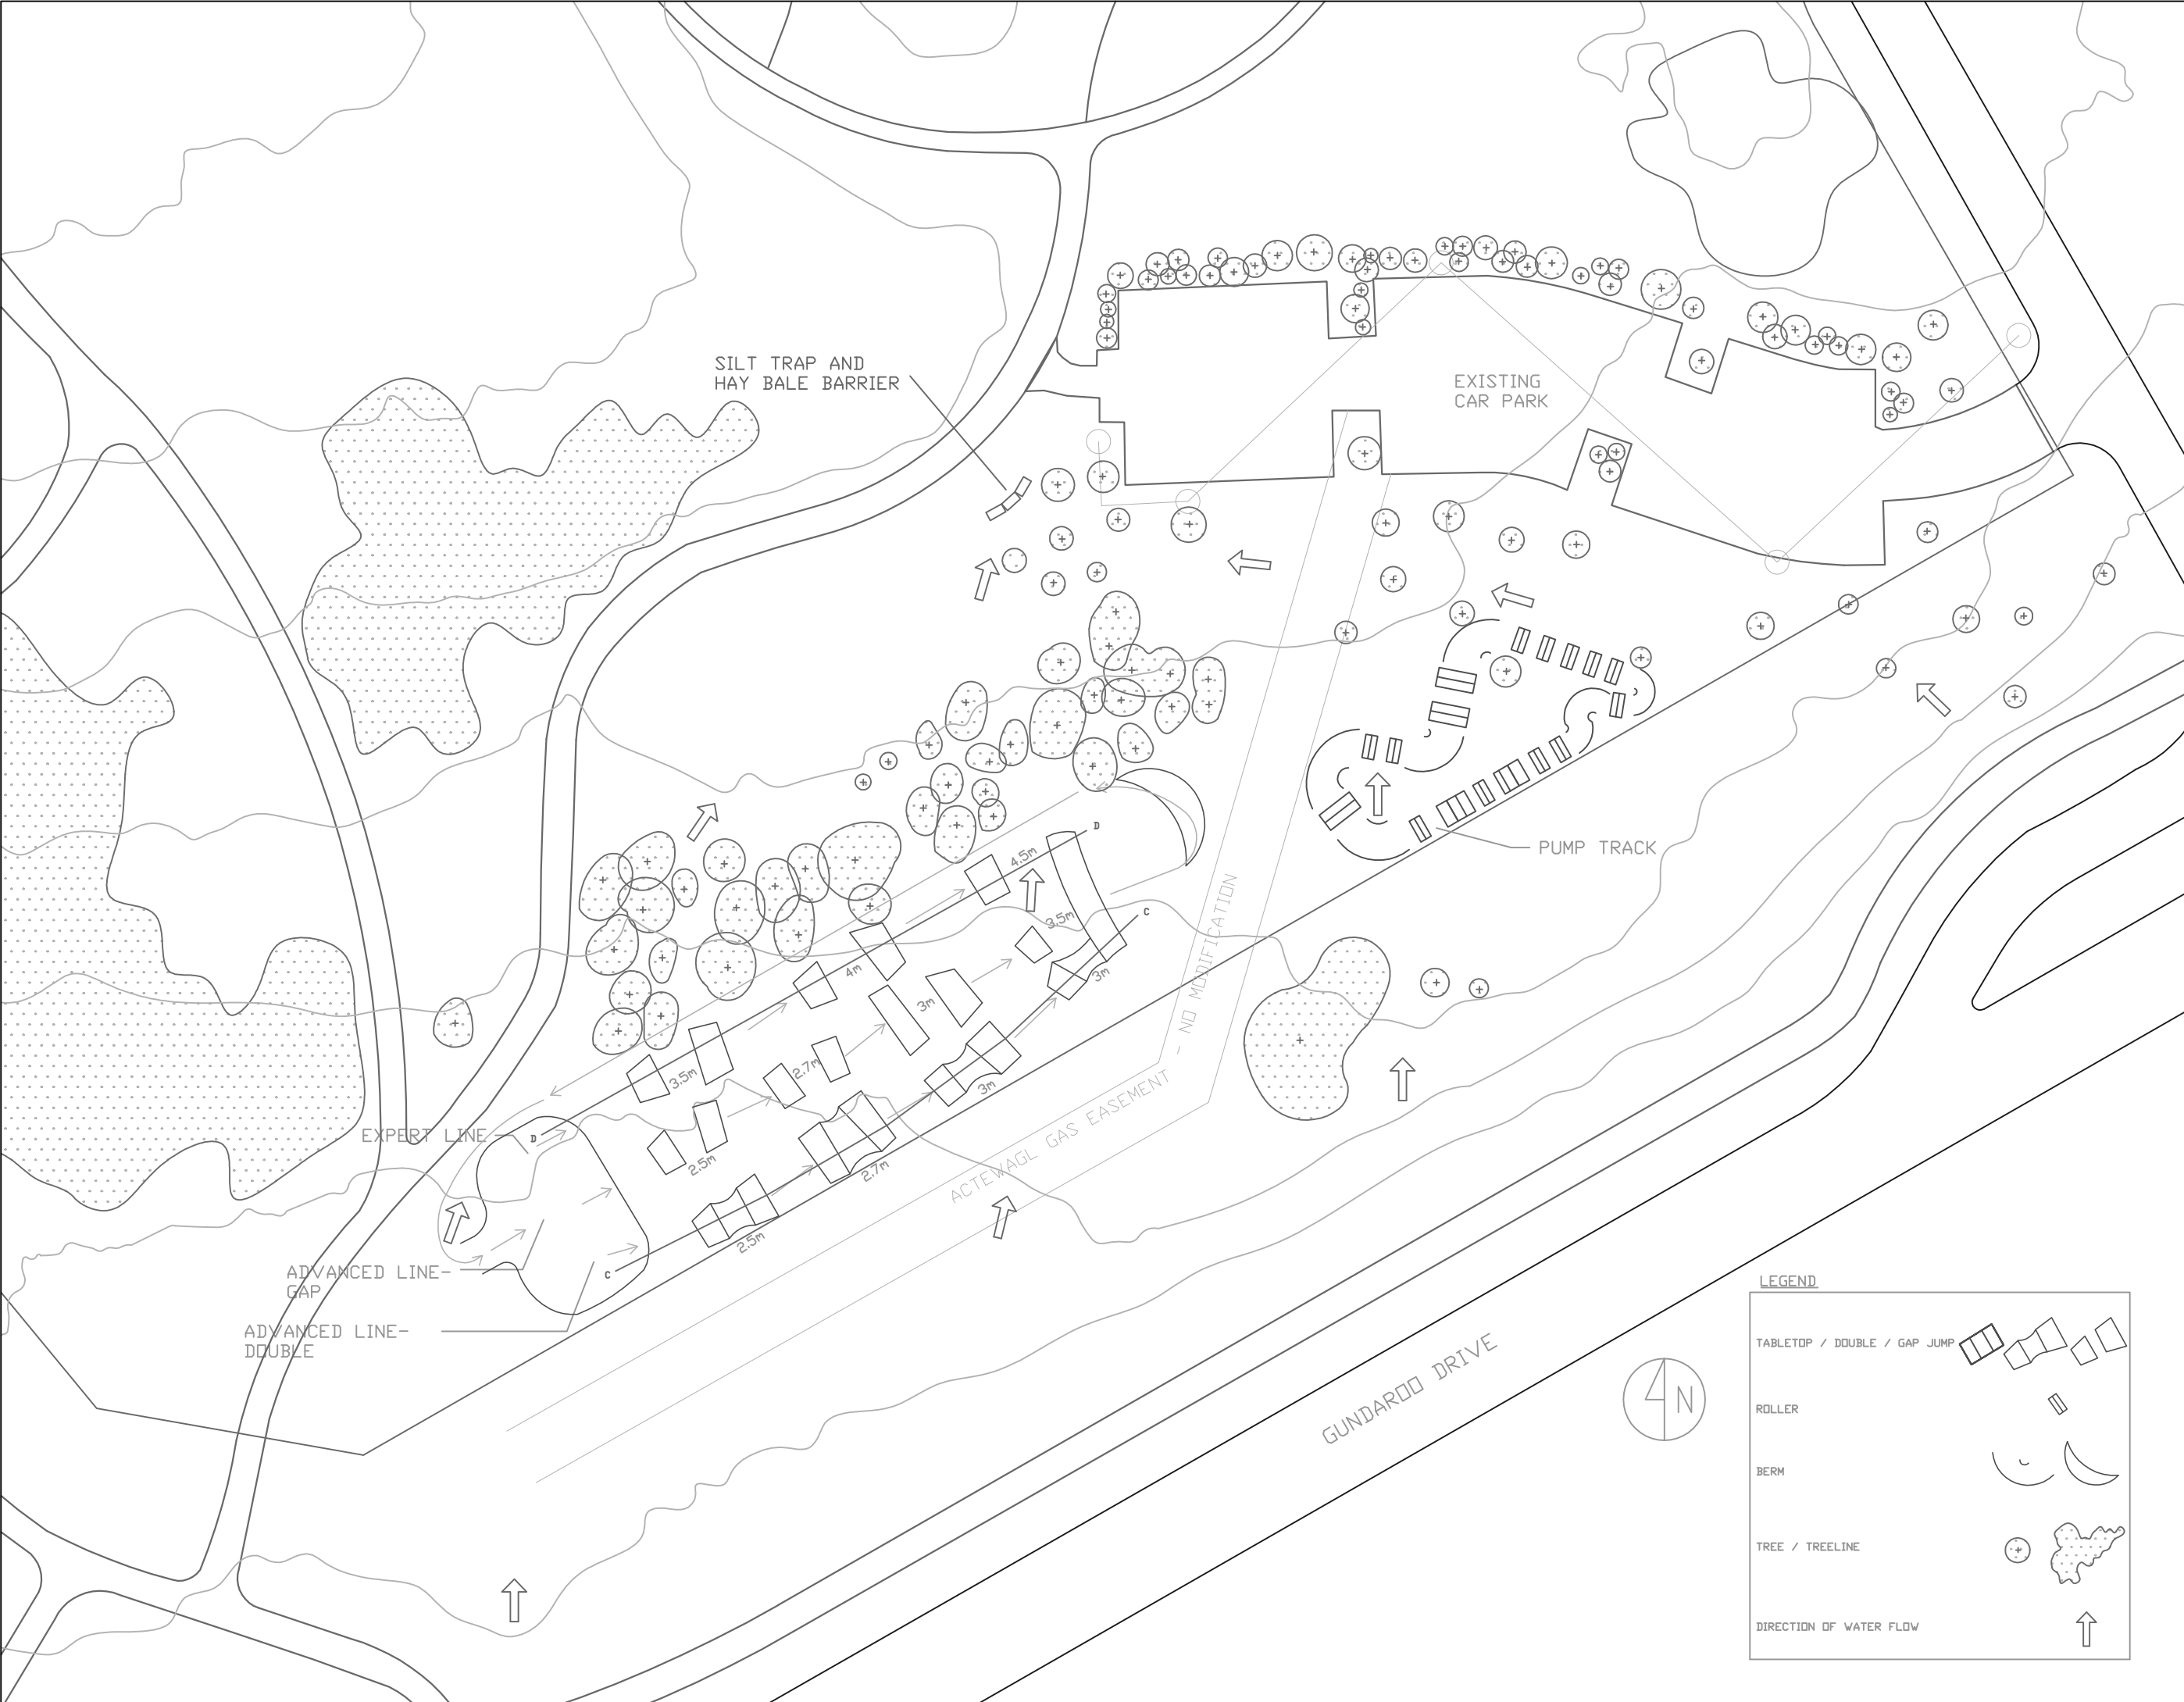 SILT TRAP AND
HAY BALE BARRIER
EXISTING
CAR PARK
PUMP TRACK
D
4.5m
C
3.5m
4m
3m
3m
3.5m
2.7m
3m
2.5m
2.7m
2.5m
ACTEWAGL GAS EASEMENT - NO MODIFICATION
EXPERT LINE
D
ADVANCED LINE-
GAP
C
ADVANCED LINE-
DOUBLE
GUNDAROO DRIVE
N
LEGEND
TABLETOP / DOUBLE / GAP JUMP
ROLLER
BERM
TREE / TREELINE
DIRECTION OF WATER FLOW